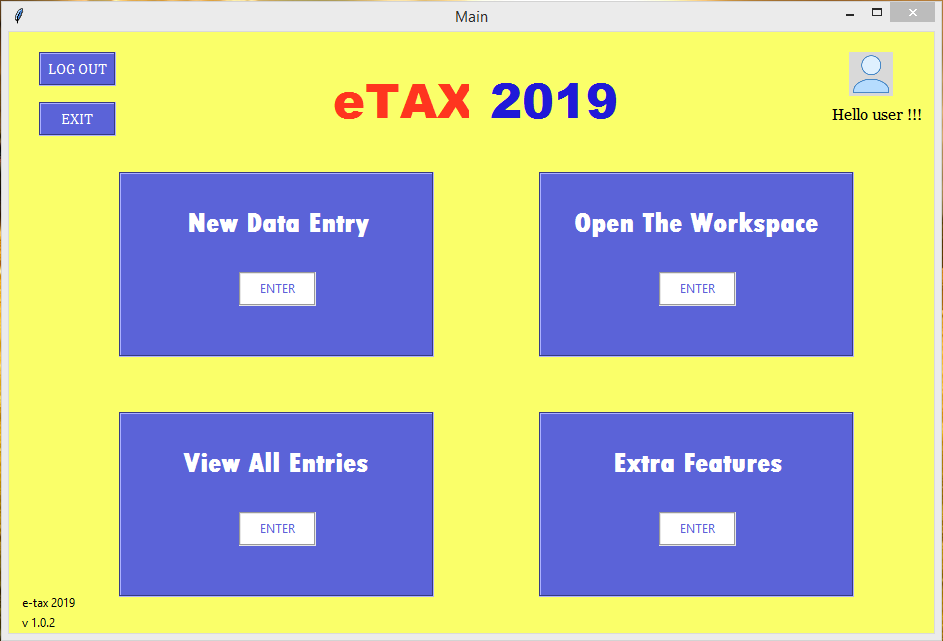 Main
LOG OUT
EXIT
eTAX 2019
Hello user !!!
New Data Entry
ENTER
Open The Workspace
ENTER
View All Entries
ENTER
Extra Features
ENTER
e-tax 2019
v 1.0.2